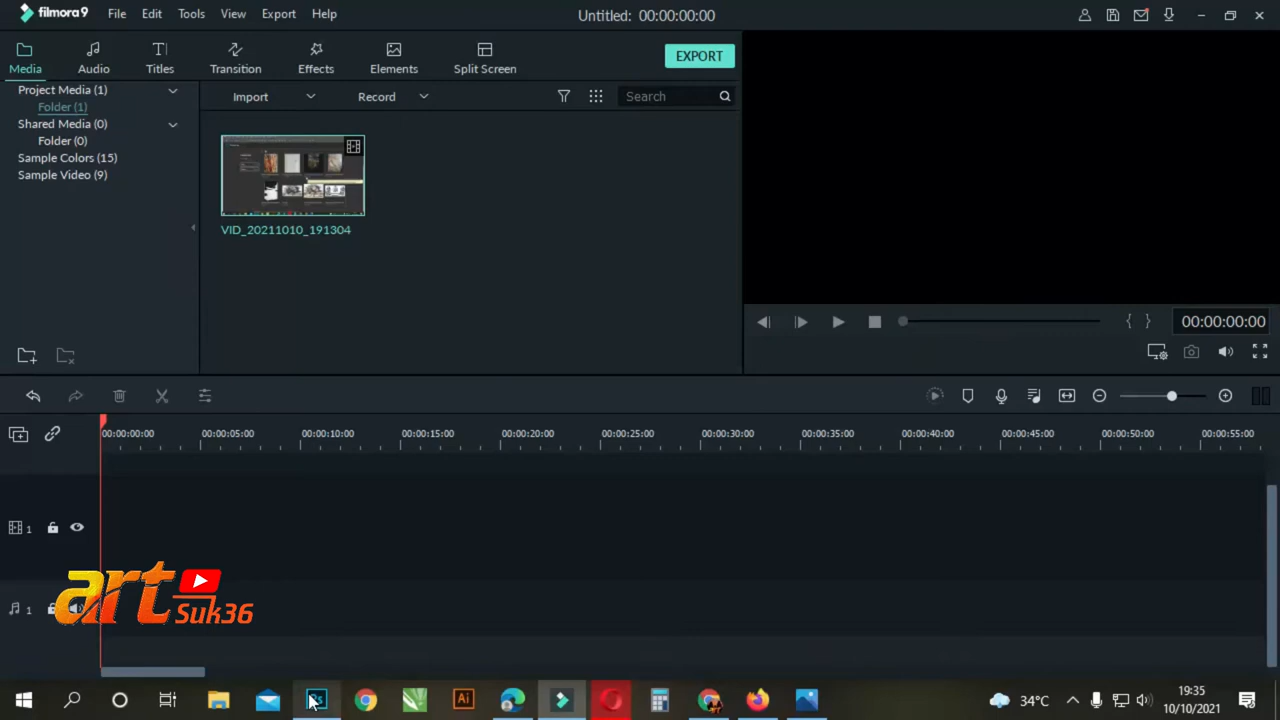 filmora9 File Edit Tools View Export Help Untitled: 00:00:00:00
Media Audio Titles Transition Effects Elements Split Screen EXPORT
Project Media (1)
Folder (1)
Shared Media (0)
Folder (0)
Sample Colors (15)
Sample Video (9)
Import Record Search
VID_20211010_191304
00:00:00:00
00:00:00:00 00:00:05:00 00:00:10:00 00:00:15:00 00:00:20:00 00:00:25:00 00:00:30:00 00:00:35:00 00:00:40:00 00:00:45:00 00:00:50:00 00:00:55:00
1
1
art
Suk36
Ps Ai 34°C 19:35
10/10/2021